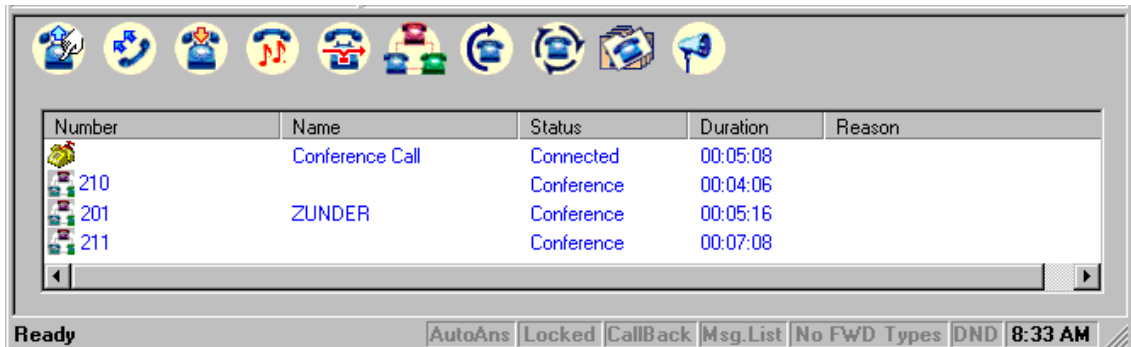 Number Name Status Duration Reason
Conference Call Connected 00:05:08
210 Conference 00:04:06
201 ZUNDER Conference 00:05:16
211 Conference 00:07:08
Ready AutoAns Locked CallBack Msg.List No FWD Types DND 8:33 AM